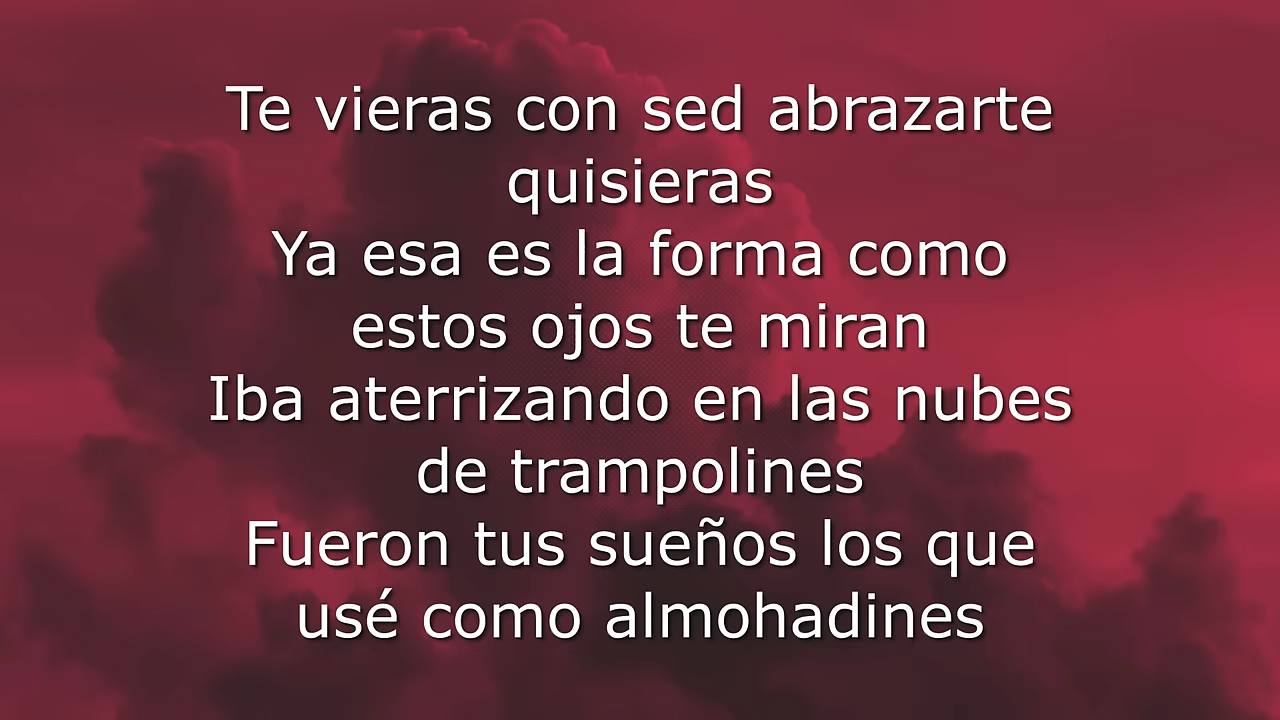 Te vieras con sed abrazarte
quisieras
Ya esa es la forma como
estos ojos te miran
Iba aterrizando en las nubes
de trampolines
Fueron tus sueños los que
usé como almohadines